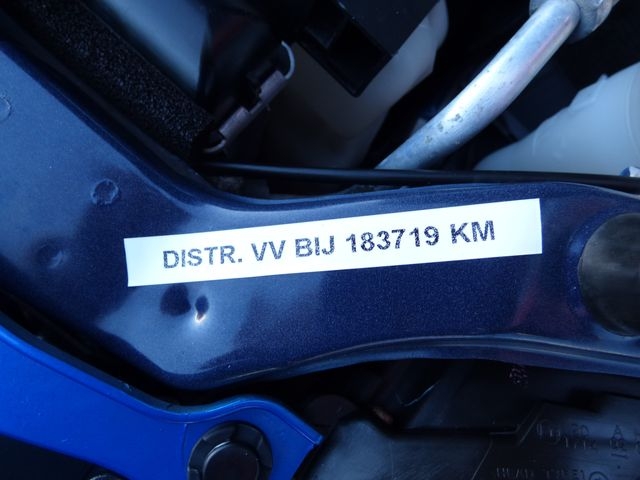 DISTR. VV BIJ 183719 KM